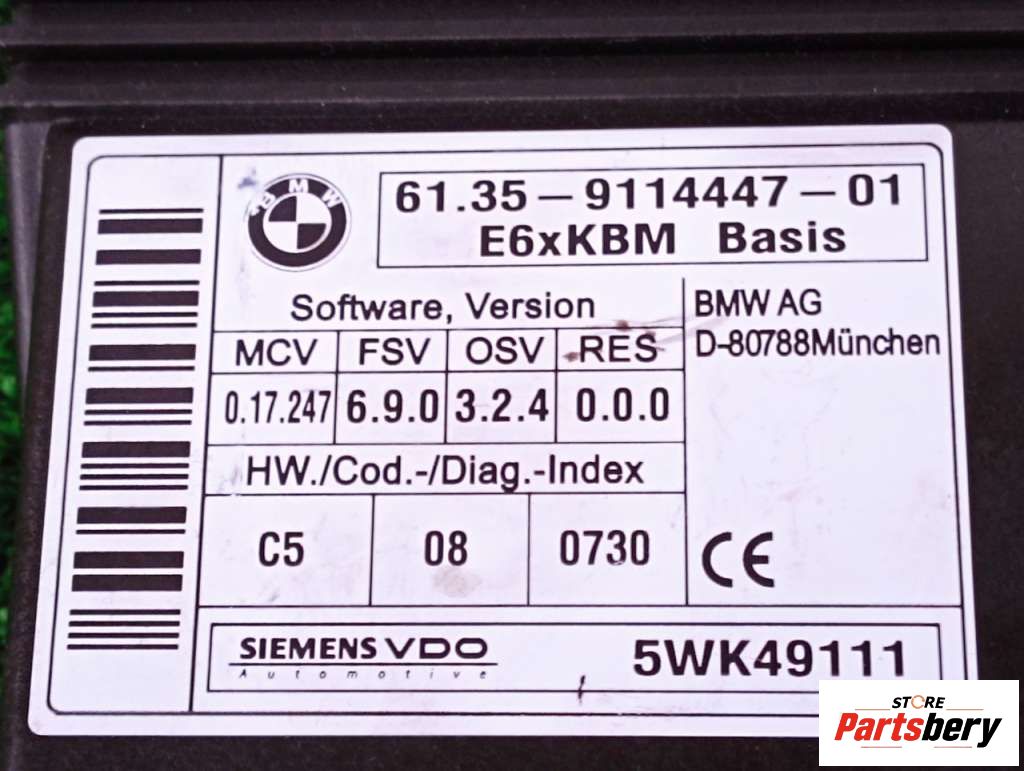 BMW
61.35-9114447-01
E6xKBM Basis
Software, Version
MCV FSV OSV RES
0.17.247 6.9.0 3.2.4 0.0.0
HW./Cod.-/Diag.-Index
C5 08 0730
BMW AG
D-80788München
CE
SIEMENS VDO
Automotive
5WK49111
STORE
Partsbery